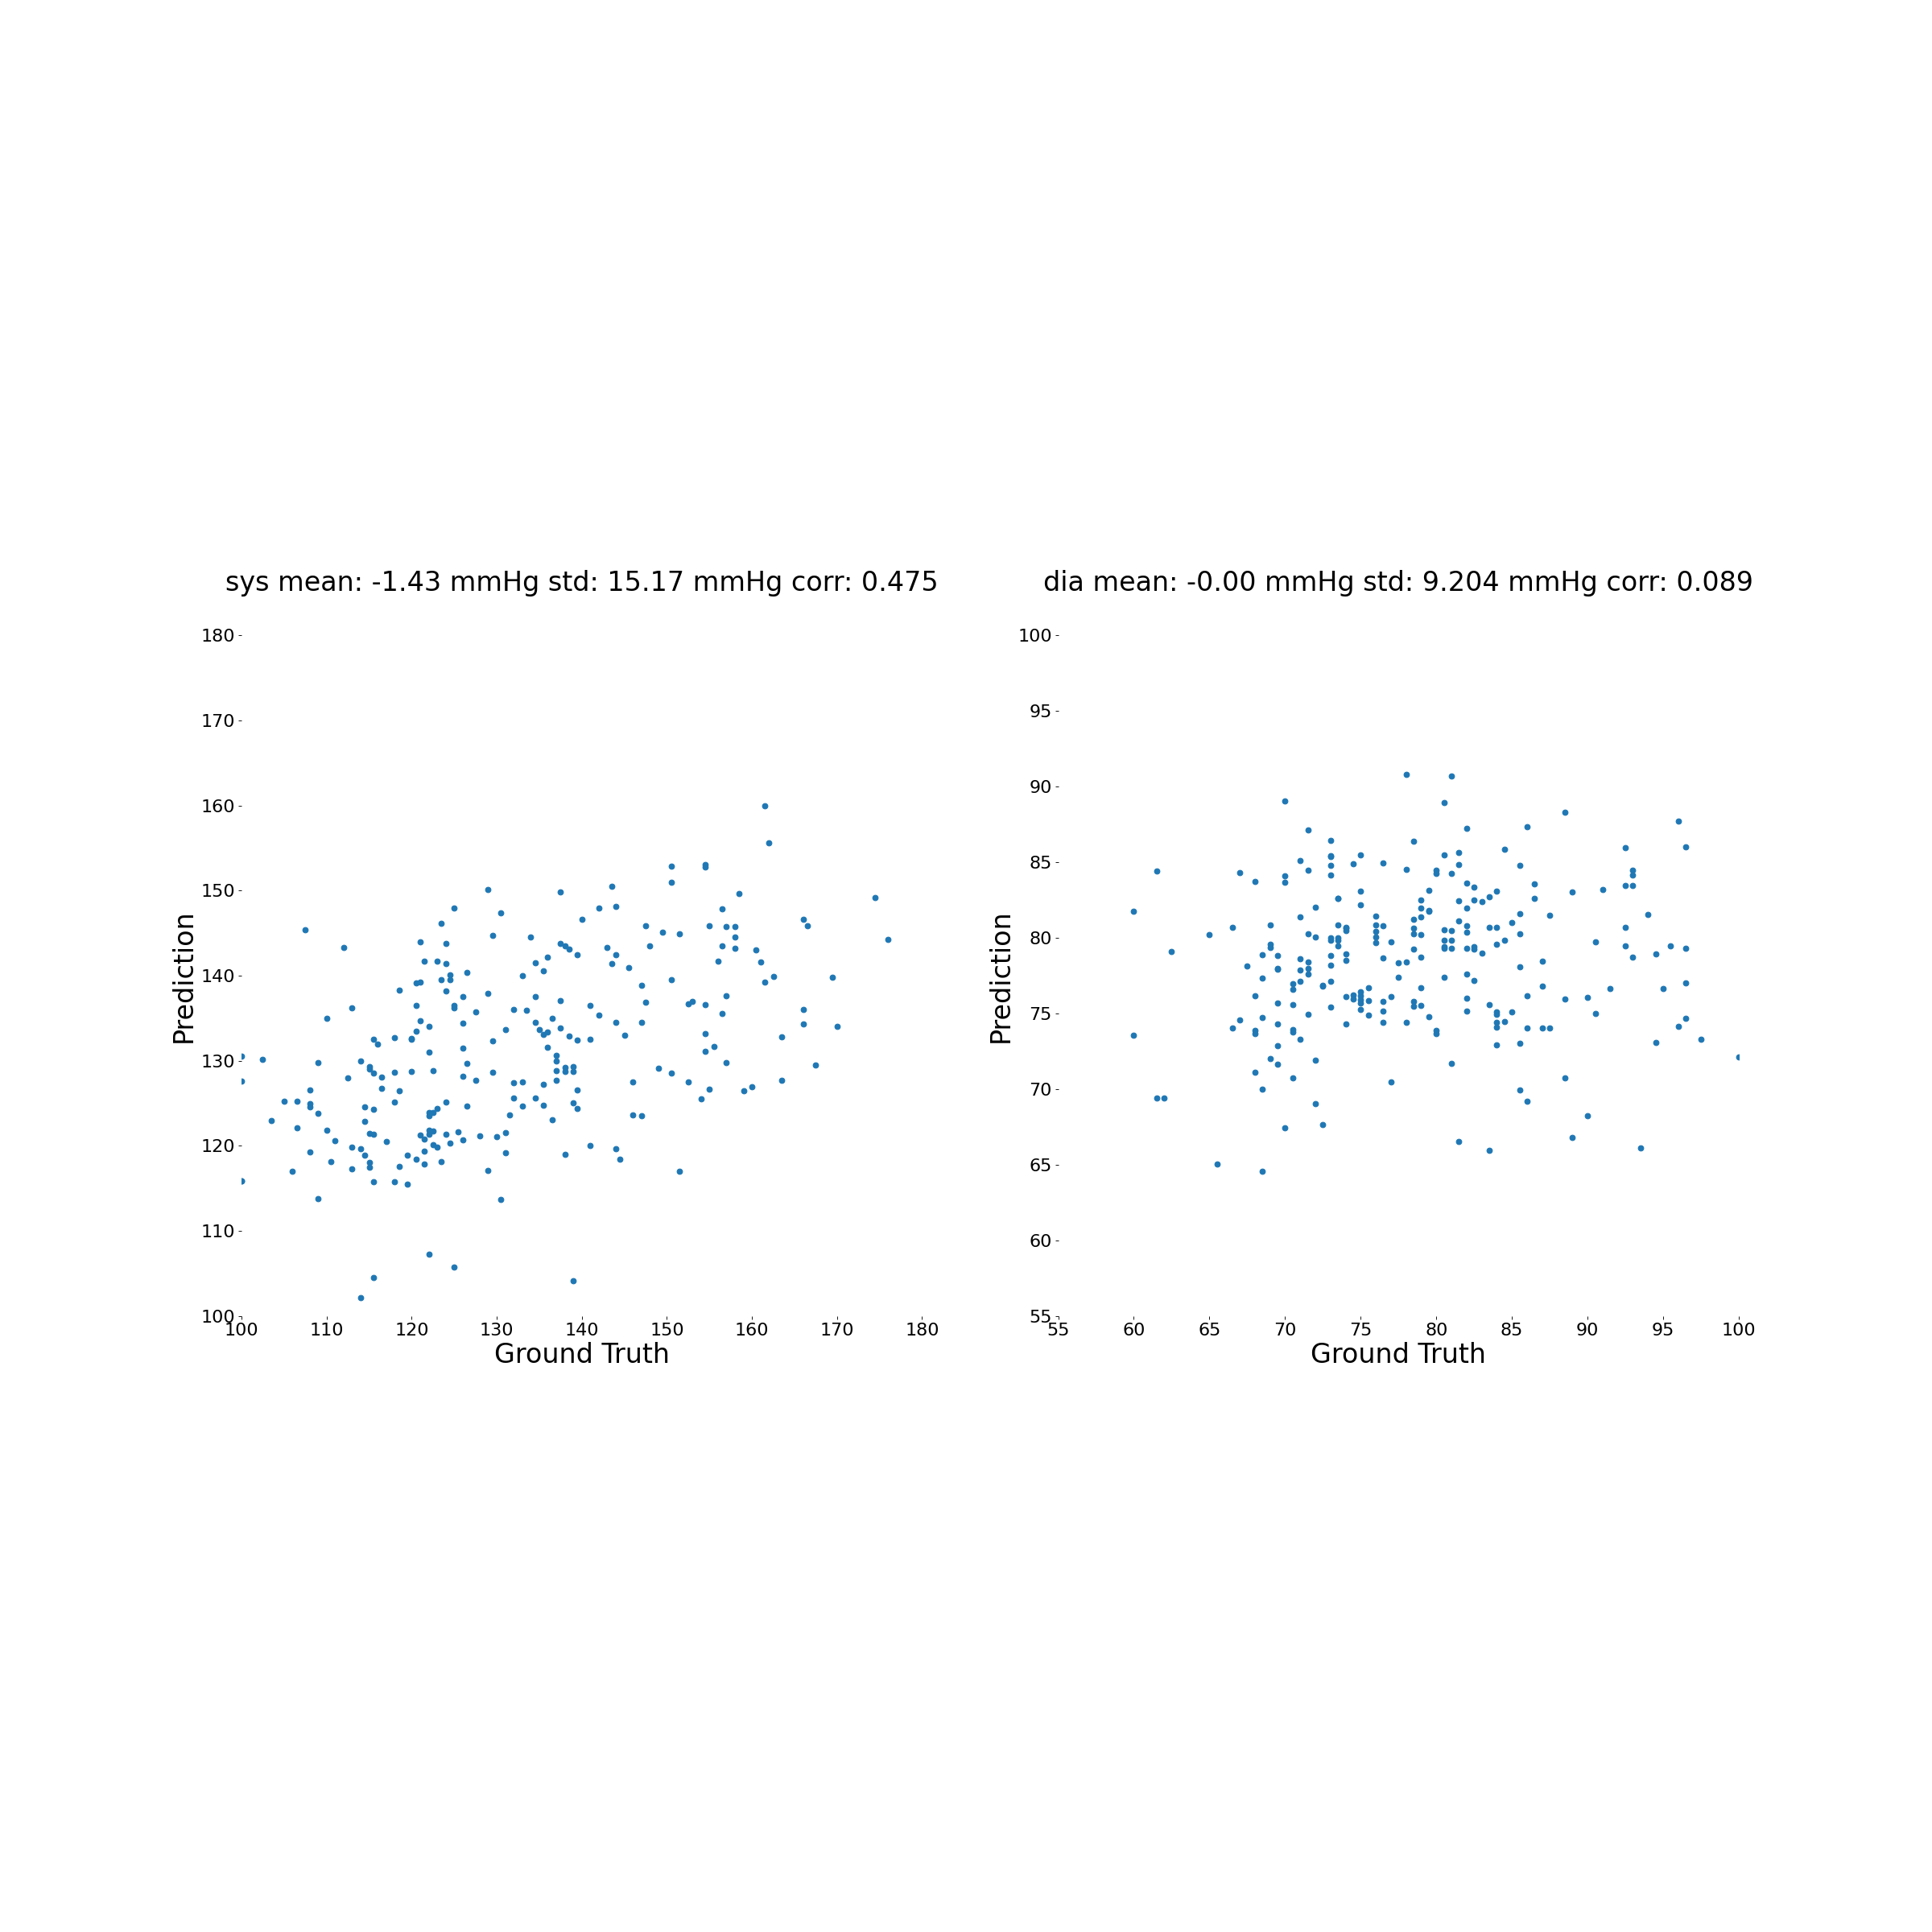 sys mean: -1.43 mmHg std: 15.17 mmHg corr: 0.475
180
170
160
150
140
130
120
110
100
Prediction
100 110 120 130 140 150 160 170 180
Ground Truth
dia mean: -0.00 mmHg std: 9.204 mmHg corr: 0.089
100
95
90
85
80
75
70
65
60
55
Prediction
55 60 65 70 75 80 85 90 95 100
Ground Truth